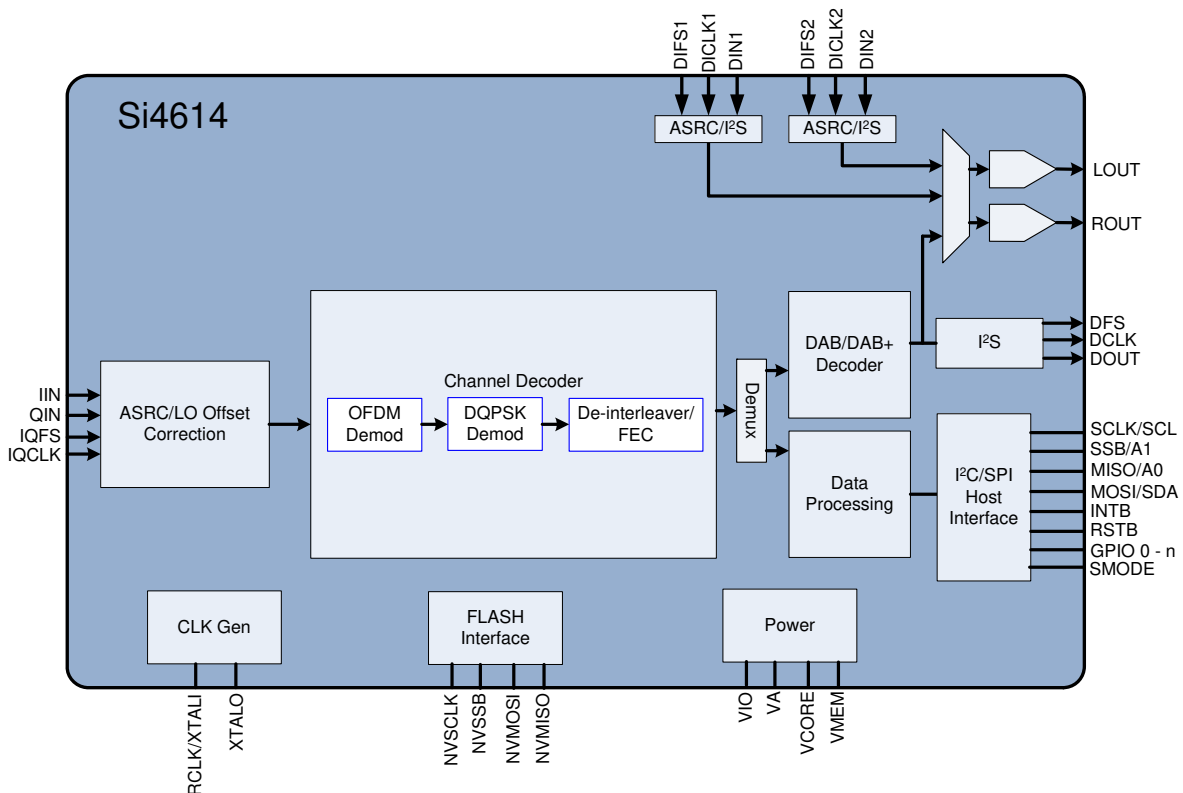 DIFS1
DICLK1
DIN1
DIFS2
DICLK2
DIN2
Si4614
ASRC/I²S
ASRC/I²S
LOUT
ROUT
IIN
QIN
IQFS
IQCLK
ASRC/LO Offset
Correction
Channel Decoder
OFDM
Demod
DQPSK
Demod
De-interleaver/
FEC
Demux
DAB/DAB+
Decoder
I²S
DFS
DCLK
DOUT
Data
Processing
I²C/SPI
Host
Interface
SCLK/SCL
SSB/A1
MISO/A0
MOSI/SDA
INTB
RSTB
GPIO 0 - n
SMODE
CLK Gen
FLASH
Interface
Power
RCLK/XTALI
XTALO
NVSCLK
NVSSB
NVMOSI
NVMISO
VIO
VA
VCORE
VMEM